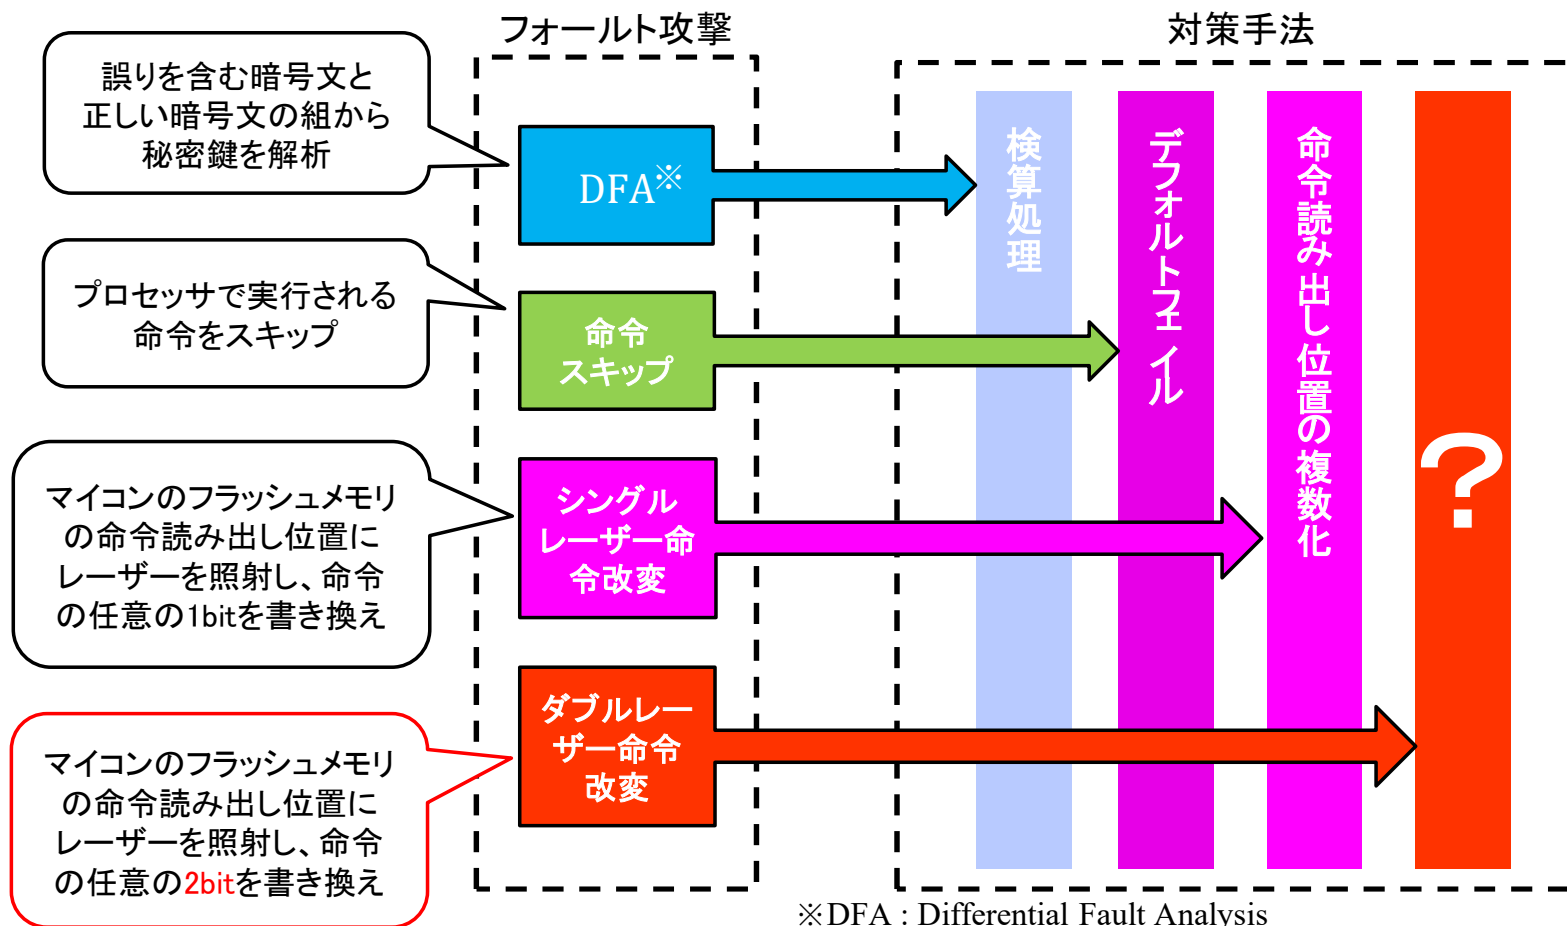 フォールト攻撃
対策手法
誤りを含む暗号文と
正しい暗号文の組から
秘密鍵を解析
DFA※
検算処理
デフォルトフェイル
命令読み出し位置の複数化
?
プロセッサで実行される
命令をスキップ
命令
スキップ
マイコンのフラッシュメモリ
の命令読み出し位置に
レーザーを照射し、命令
の任意の1bitを書き換え
シングル
レーザー命
令改変
マイコンのフラッシュメモリ
の命令読み出し位置に
レーザーを照射し、命令
の任意の2bitを書き換え
ダブルレー
ザー命令
改変
※DFA : Differential Fault Analysis